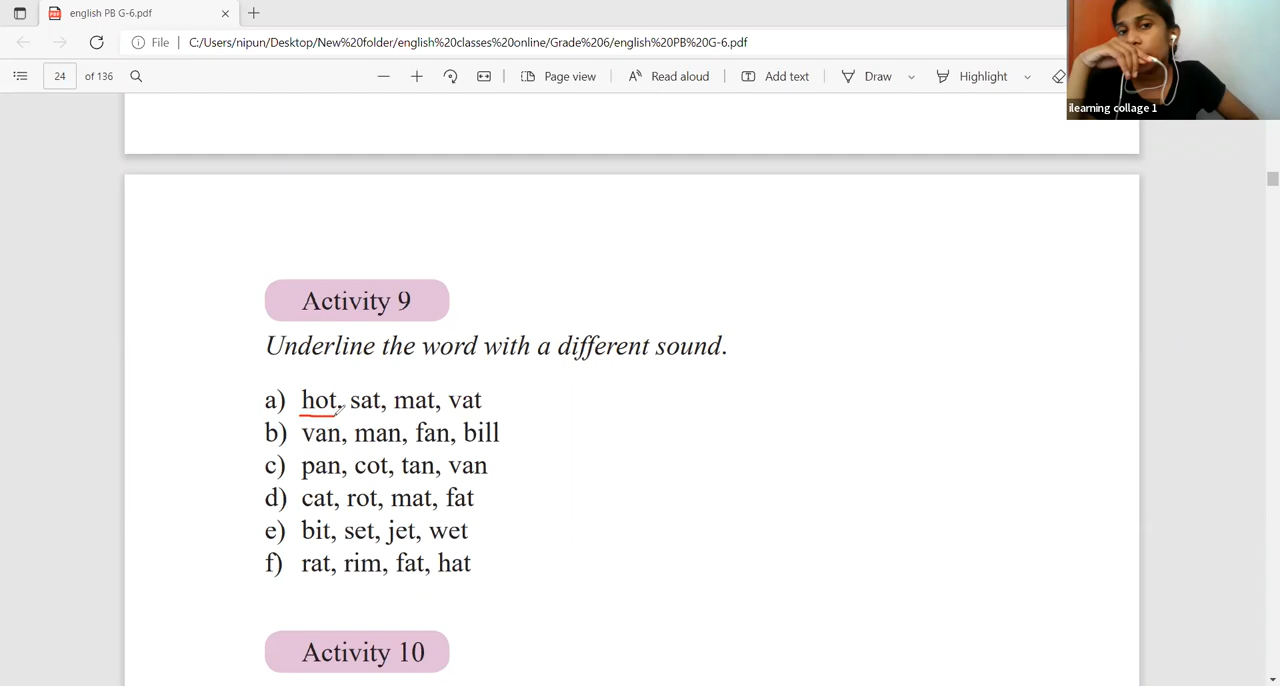 english PB G-6.pdf
File | C:/Users/nipun/Desktop/New%20folder/english%20classes%20online/Grade%206/english%20PB%20G-6.pdf
24 of 136 Page view Read aloud Add text Draw Highlight
ilearning collage 1
Activity 9
Underline the word with a different sound.
a) hot, sat, mat, vat
b) van, man, fan, bill
c) pan, cot, tan, van
d) cat, rot, mat, fat
e) bit, set, jet, wet
f) rat, rim, fat, hat
Activity 10